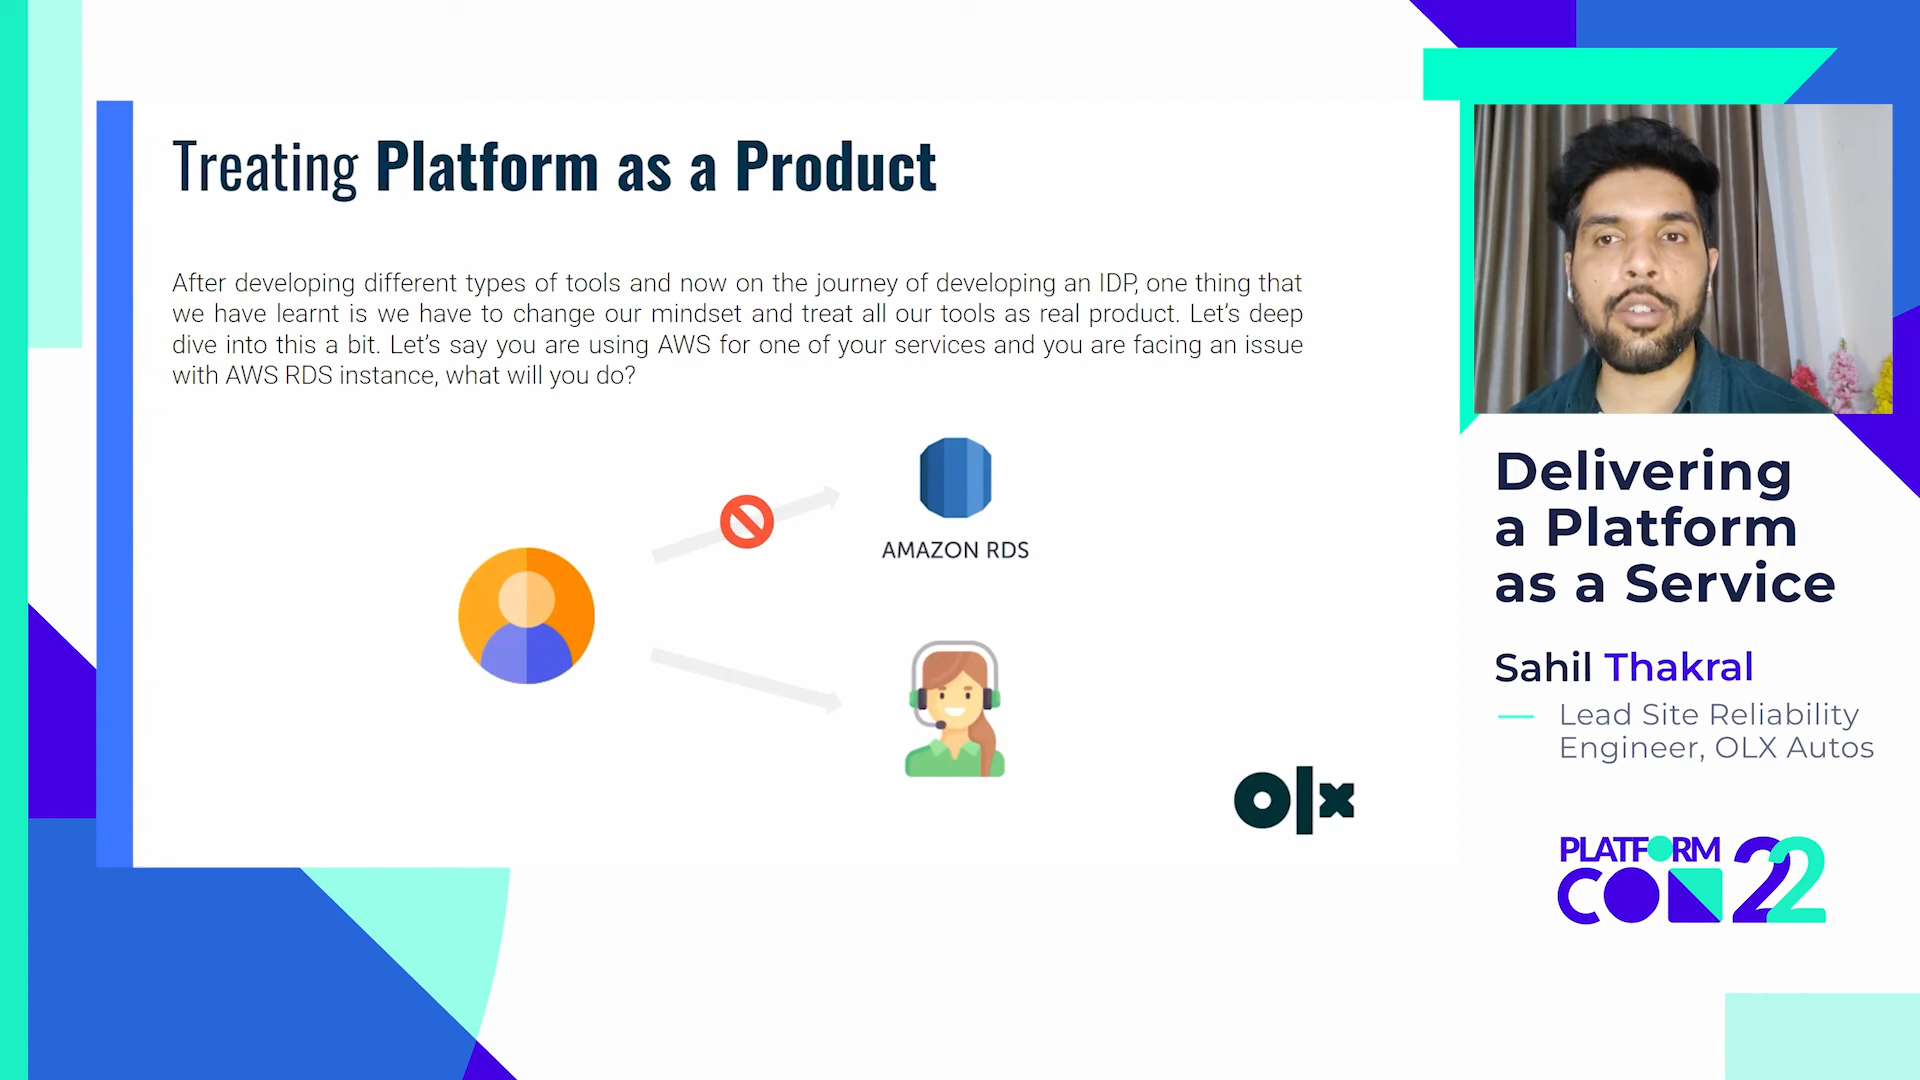 Treating Platform as a Product
After developing different types of tools and now on the journey of developing an IDP, one thing that
we have learnt is we have to change our mindset and treat all our tools as real product. Let's deep
dive into this a bit. Let's say you are using AWS for one of your services and you are facing an issue
with AWS RDS instance, what will you do?
AMAZON RDS
olx
Delivering
a Platform
as a Service
Sahil Thakral
Lead Site Reliability
Engineer, OLX Autos
PLATFORM
CON 22